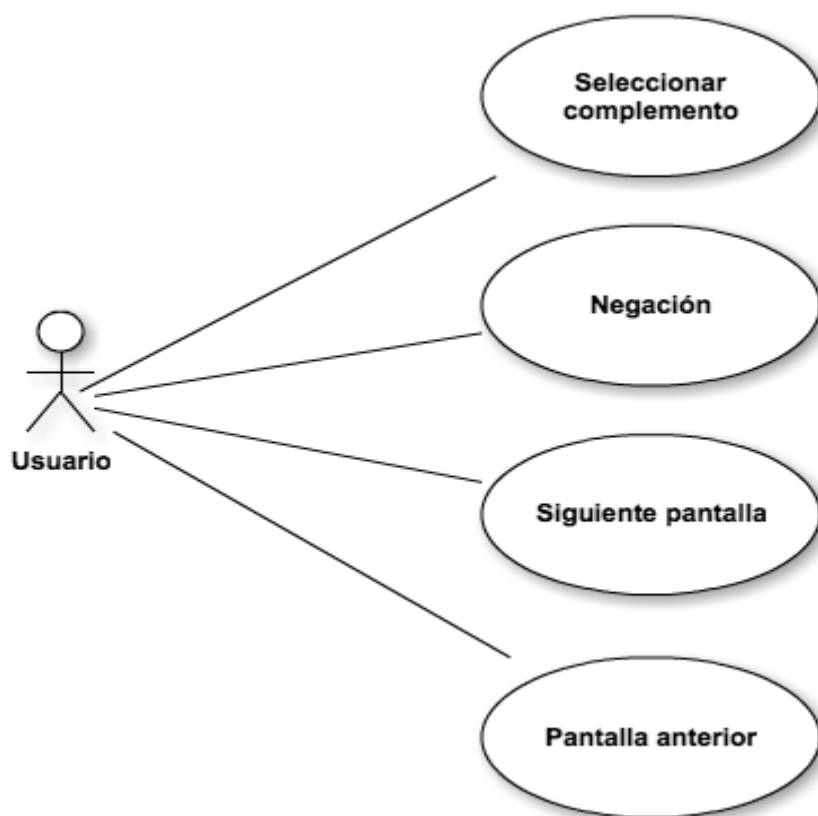 Seleccionar
complemento
Negación
Usuario
Siguiente pantalla
Pantalla anterior